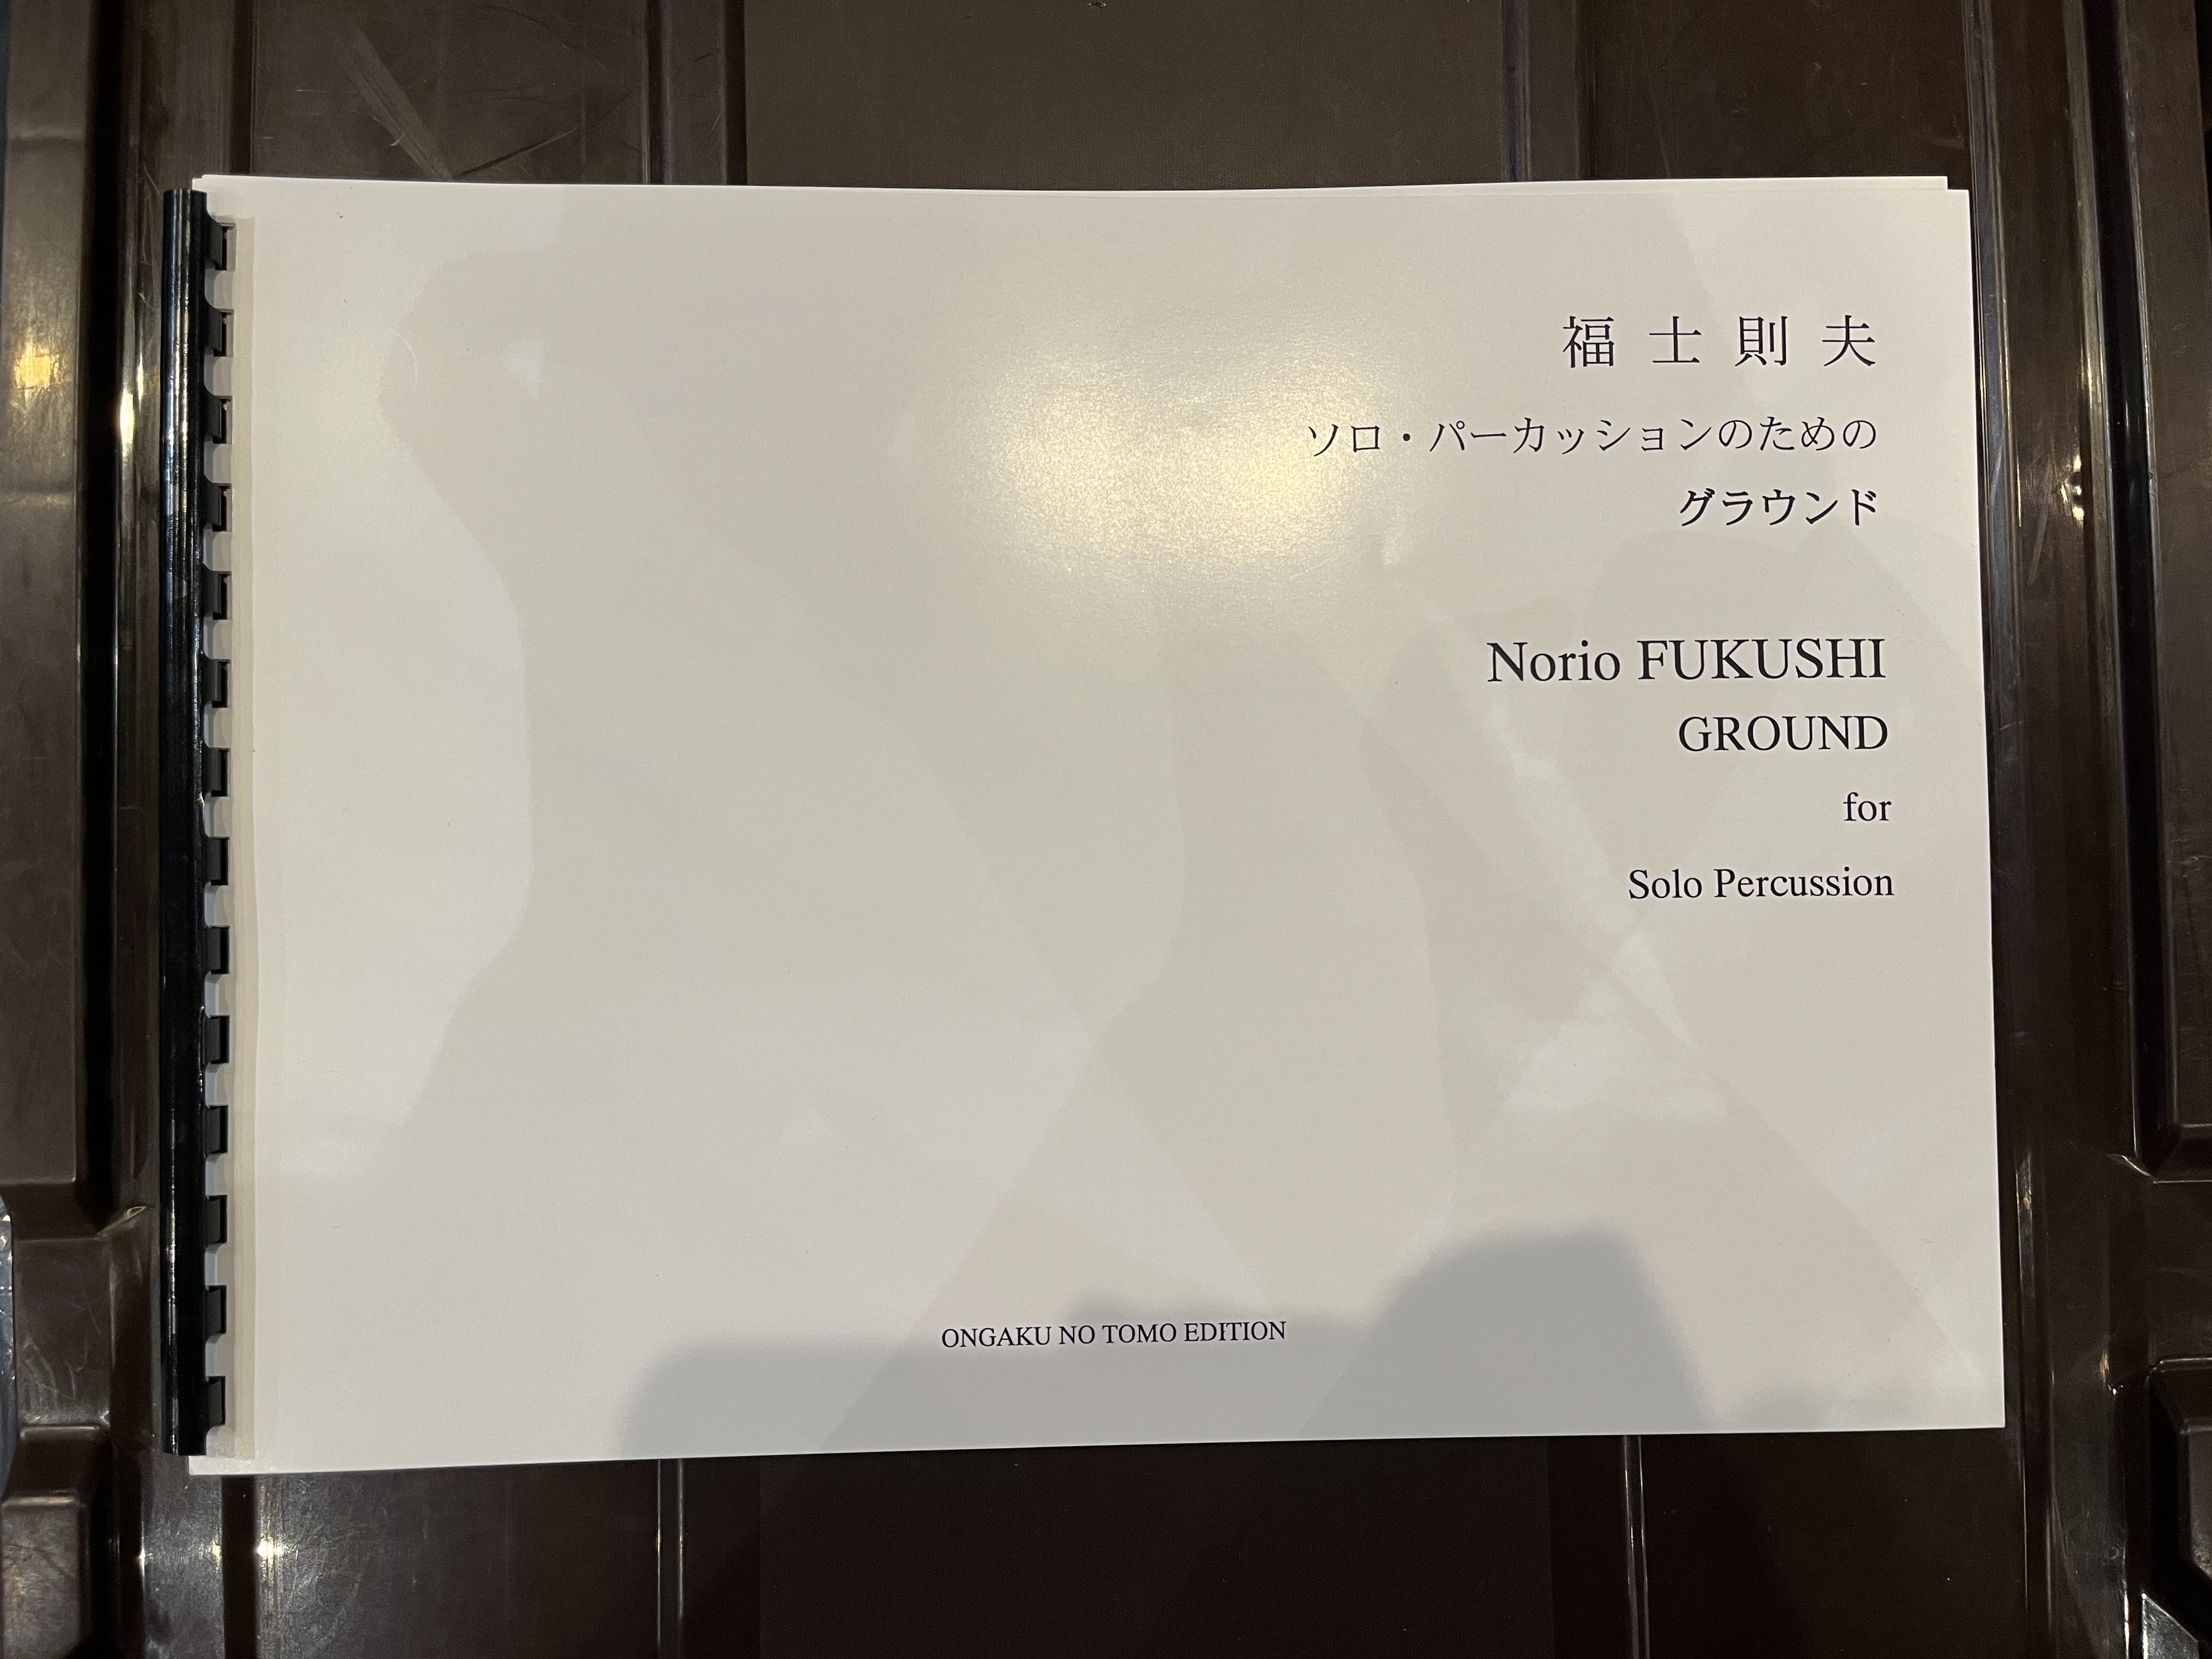 福士則夫
ソロ・パーカッションのための
グラウンド
Norio FUKUSHI
GROUND
for
Solo Percussion
ONGAKU NO TOMO EDITION